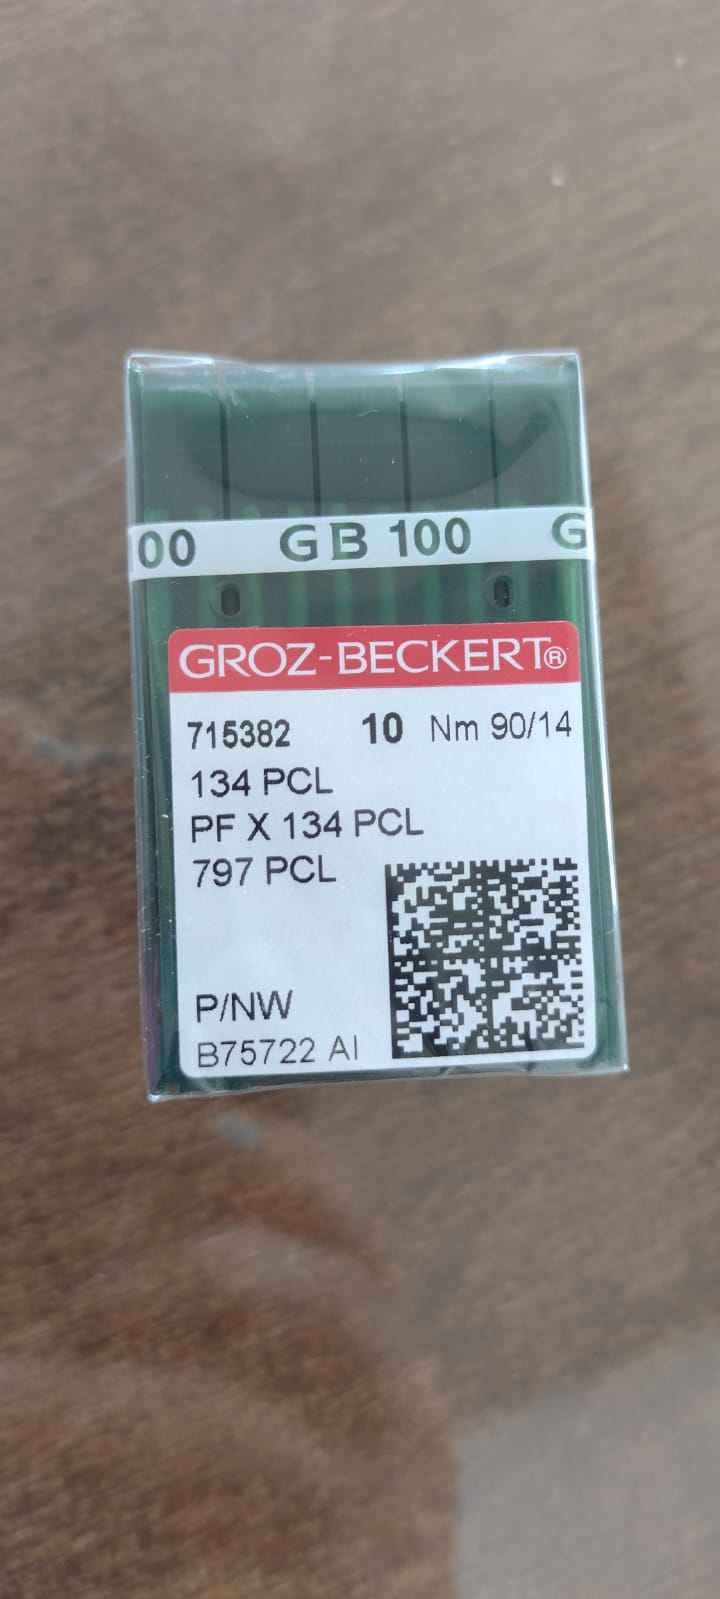 00 GB 100 G
GROZ-BECKERT®
715382 10 Nm 90/14
134 PCL
PF X 134 PCL
797 PCL
P/NW
B75722 AI